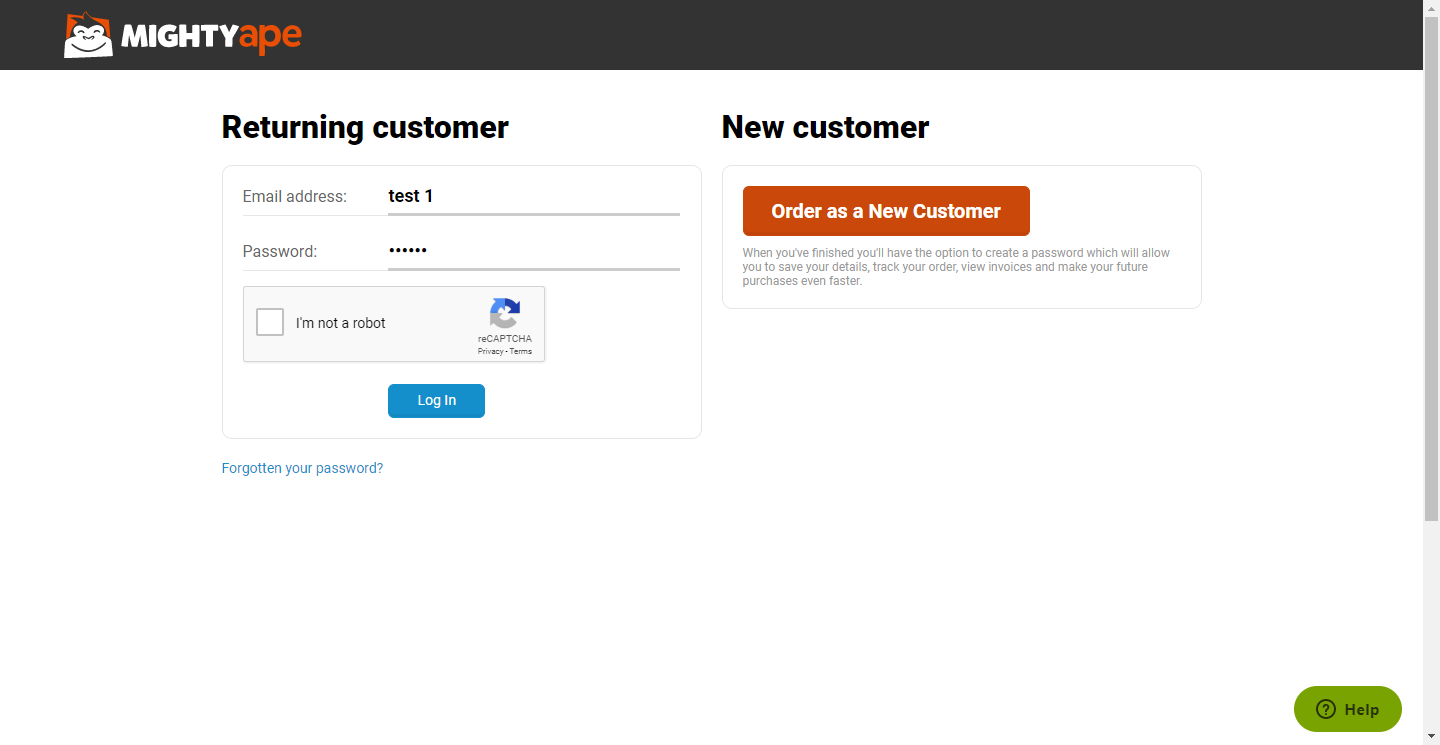 MIGHTYape
Returning customer
Email address: test 1
Password: ••••••
I'm not a robot
reCAPTCHA
Privacy - Terms
Log In
Forgotten your password?
New customer
Order as a New Customer
When you've finished you'll have the option to create a password which will allow
you to save your details, track your order, view invoices and make your future
purchases even faster.
Help